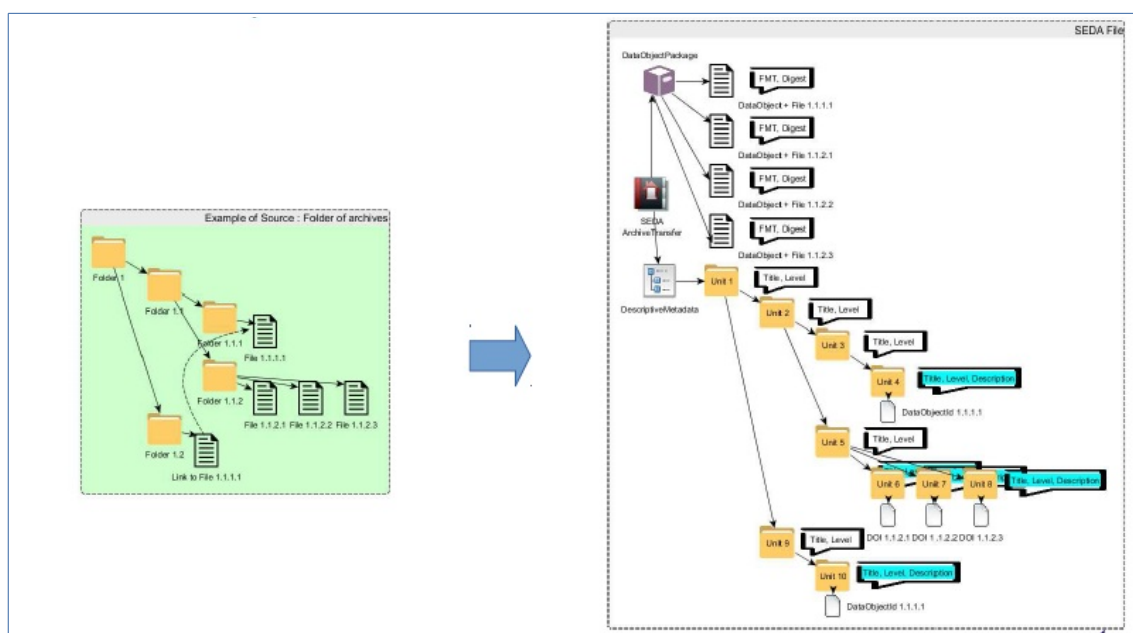 SEDA File
DataObjectPackage
FMT, Digest
DataObject + File 1.1.1.1
FMT, Digest
DataObject + File 1.1.2.1
FMT, Digest
DataObject + File 1.1.2.2
SEDA
ArchiveTransfer
FMT, Digest
DataObject + File 1.1.2.3
DescriptiveMetadata
Unit 1
Title, Level
Unit 2
Title, Level
Unit 3
Title, Level
Unit 4
Title, Level, Description
DataObjectId 1.1.1.1
Unit 5
Title, Level
Unit 6
Unit 7
Unit 8
Title, Level, Description
DOI 1.1.2.1
DOI 1.1.2.2
DOI 1.1.2.3
Unit 9
Title, Level
Unit 10
Title, Level, Description
DataObjectId 1.1.1.1
Example of Source : Folder of archives
Folder 1
Folder 1.1
Folder 1.1.1
File 1.1.1.1
Folder 1.1.2
File 1.1.2.1
File 1.1.2.2
File 1.1.2.3
Folder 1.2
Link to File 1.1.1.1